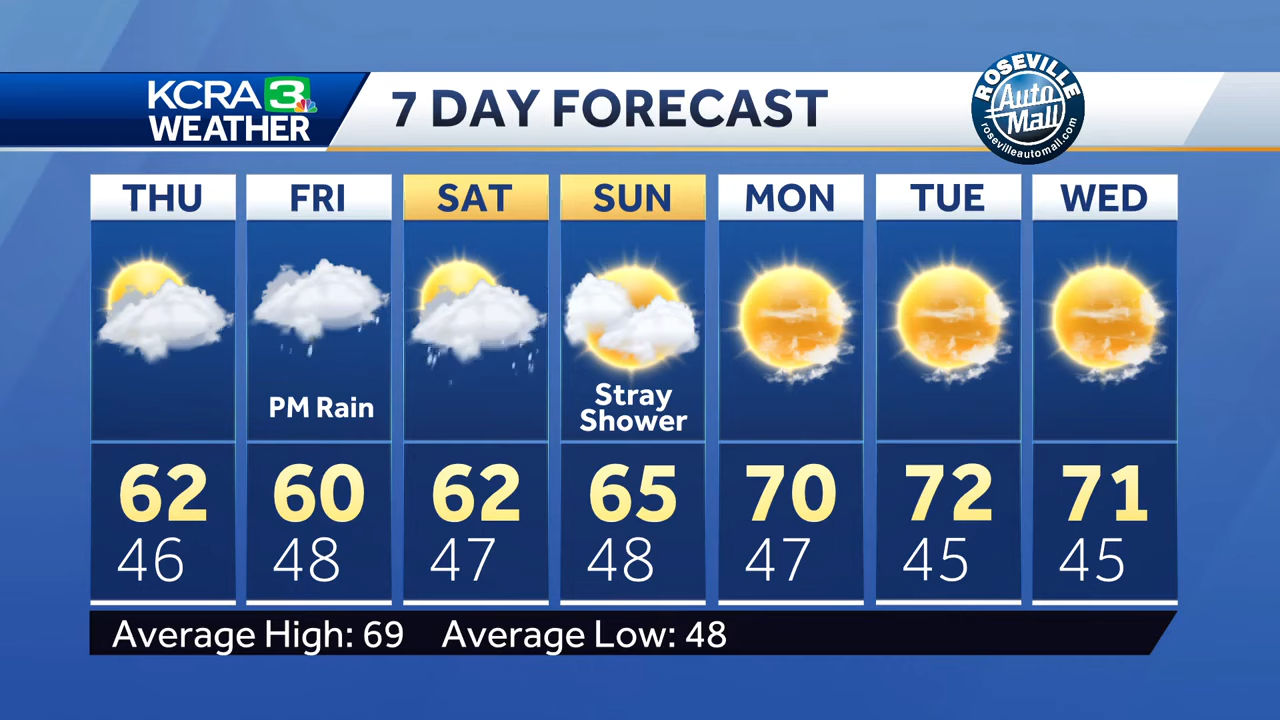 KCRA 3
WEATHER
7 DAY FORECAST
ROSEVILLE
Auto
Mall
rosevilleautomall.com
THU FRI SAT SUN MON TUE WED
PM Rain
Stray
Shower
62 60 62 65 70 72 71
46 48 47 48 47 45 45
Average High: 69 Average Low: 48